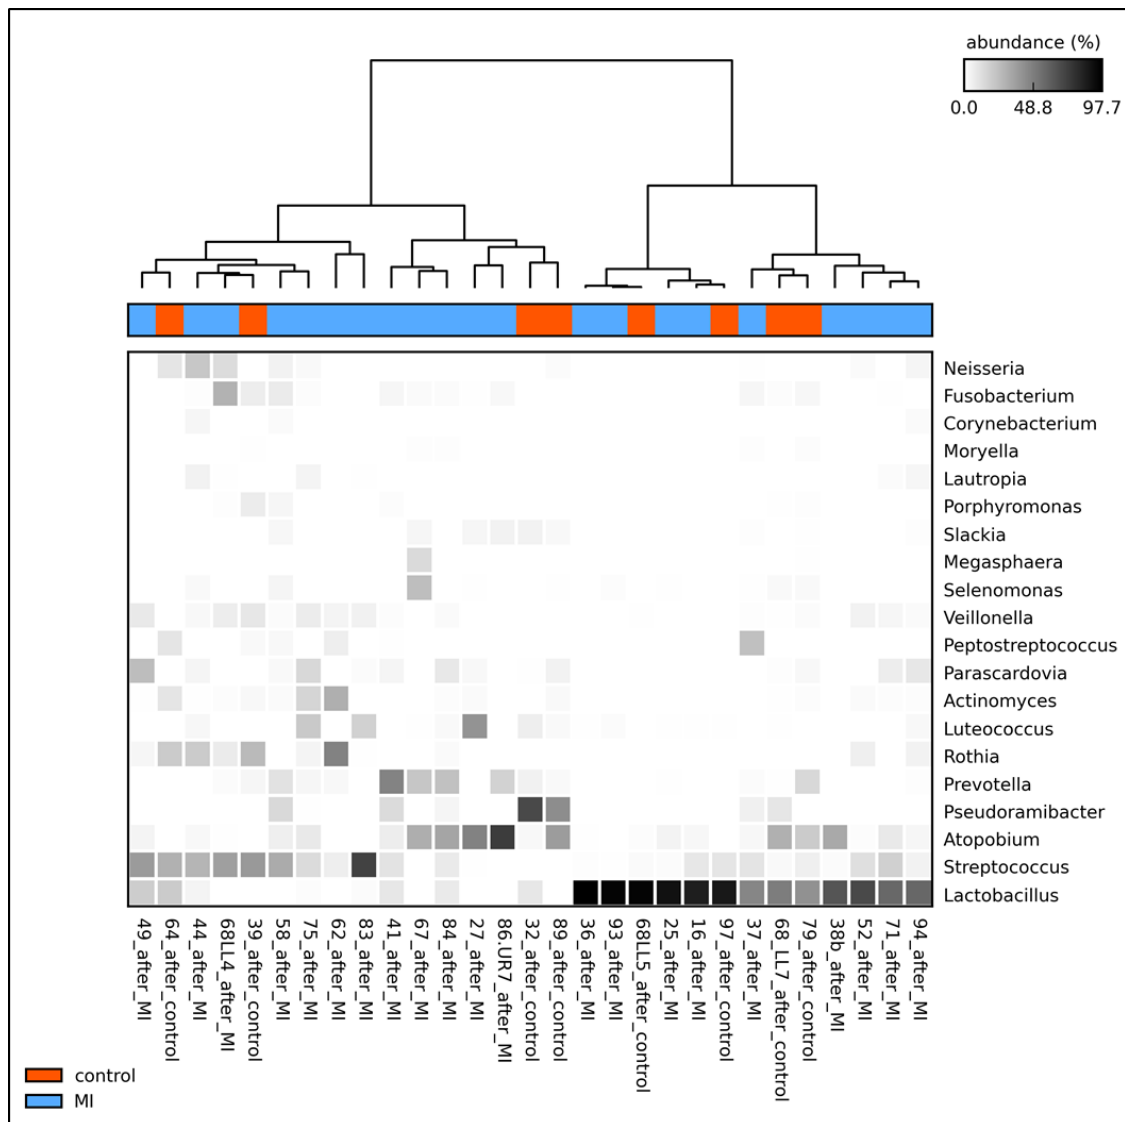 abundance (%)
0.0 48.8 97.7
Neisseria
Fusobacterium
Corynebacterium
Moryella
Lautropia
Porphyromonas
Slackia
Megasphaera
Selenomonas
Veillonella
Peptostreptococcus
Parascardovia
Actinomyces
Luteococcus
Rothia
Prevotella
Pseudoramibacter
Atopobium
Streptococcus
Lactobacillus
49_after_MI
64_after_control
44_after_MI
68LL4_after_MI
39_after_control
58_after_MI
75_after_MI
62_after_MI
83_after_MI
41_after_MI
67_after_MI
84_after_MI
27_after_MI
86.UR7_after_MI
32_after_control
89_after_control
36_after_MI
93_after_MI
68LL5_after_control
25_after_MI
16_after_MI
97_after_control
37_after_MI
68_LL7_after_control
79_after_control
38b_after_MI
52_after_MI
71_after_MI
94_after_MI
control
MI